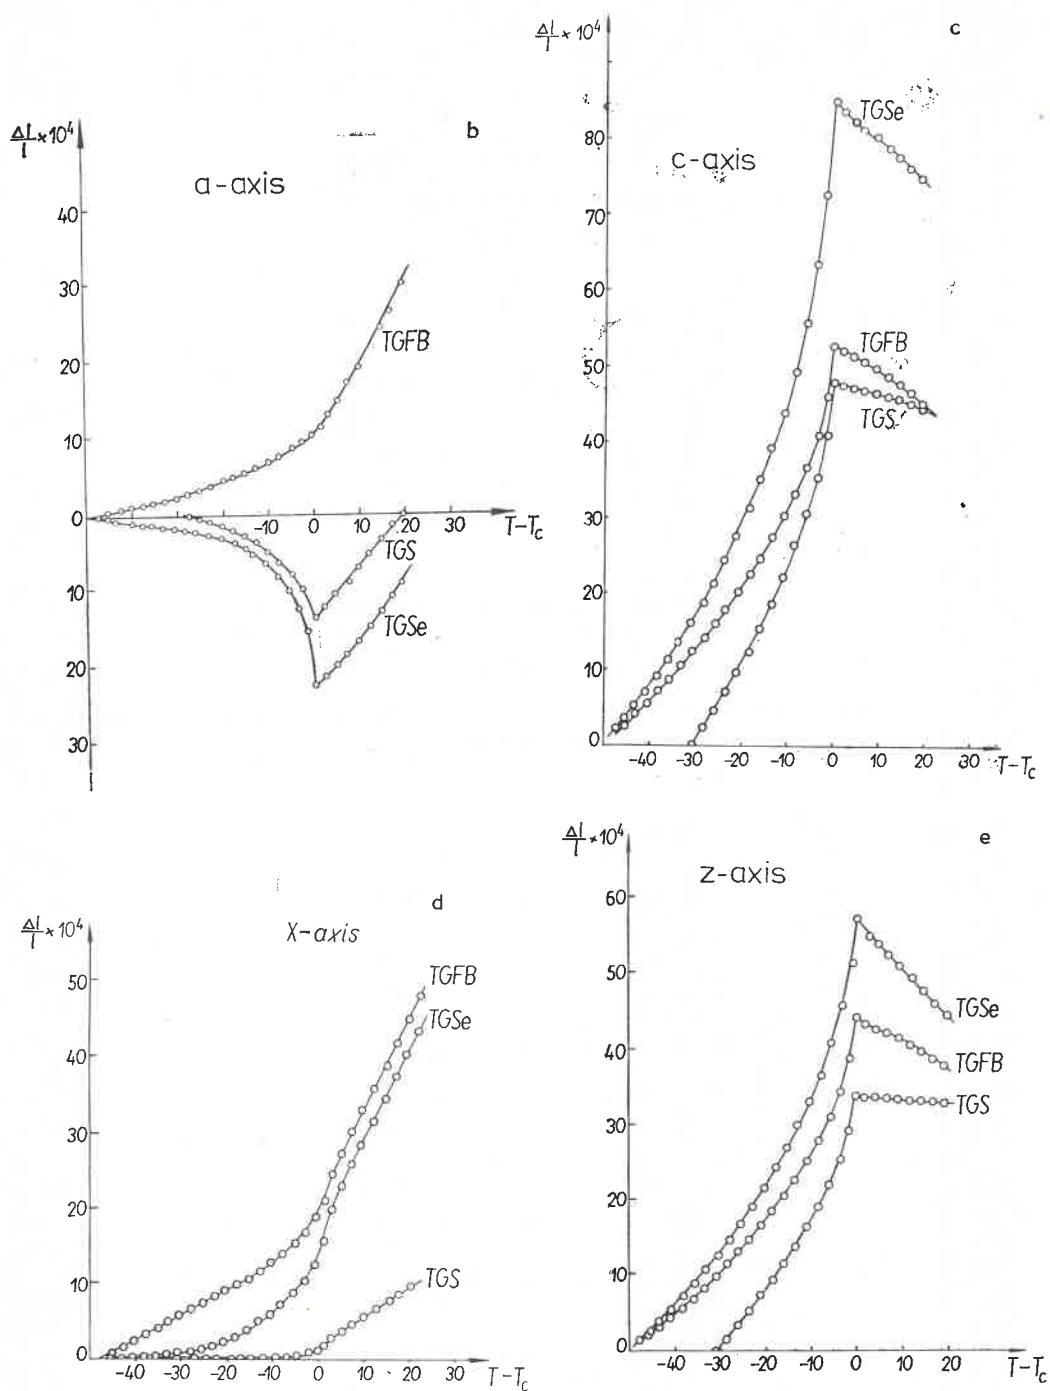 b
ΔL/l × 10⁴
a-axis
40
30
20
TGFB
10
0
-10 0 10 20 30 T-Tc
TGS
10
TGSe
20
30
c
Δl/l × 10⁴
TGSe
80
c-axis
70
60
TGFB
50
TGS
40
30
20
10
0
-40 -30 -20 -10 0 10 20 30 T-Tc
d
Δl/l × 10⁴
X-axis
TGFB
50
TGSe
40
30
20
10
TGS
0
-40 -30 -20 -10 0 10 20 30 T-Tc
e
Δl/l × 10⁴
z-axis
60
50
TGSe
40
TGFB
TGS
30
20
10
0
-40 -30 -20 -10 0 10 20 T-Tc